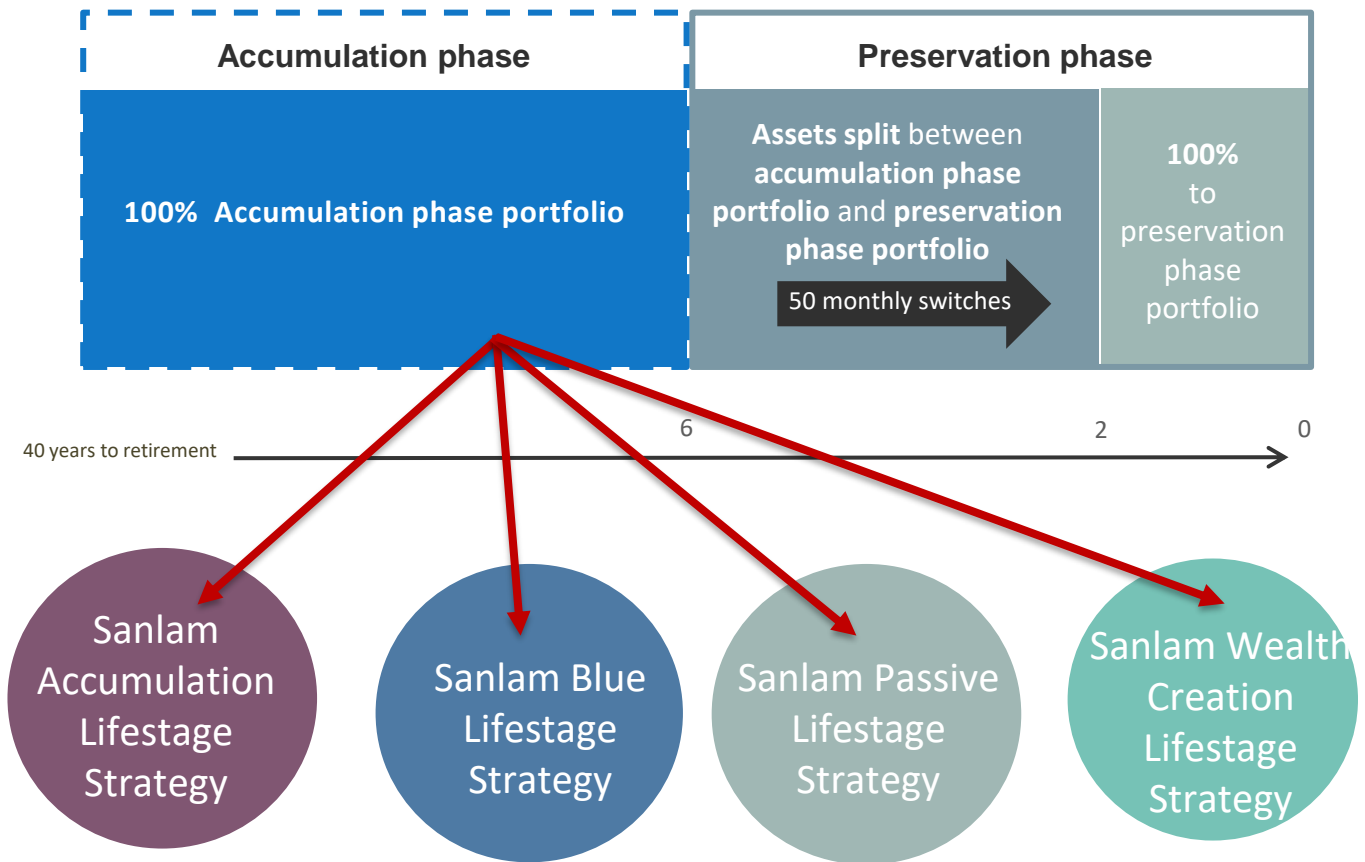 Accumulation phase
Preservation phase
100% Accumulation phase portfolio
Assets split between
accumulation phase
portfolio and preservation
phase portfolio
50 monthly switches
100%
to
preservation
phase
portfolio
40 years to retirement
6
2
0
Sanlam
Accumulation
Lifestage
Strategy
Sanlam Blue
Lifestage
Strategy
Sanlam Passive
Lifestage
Strategy
Sanlam Wealth
Creation
Lifestage
Strategy